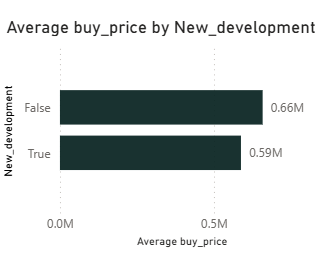 Average buy_price by New_development
New_development
False
0.66M
True
0.59M
0.0M
0.5M
Average buy_price